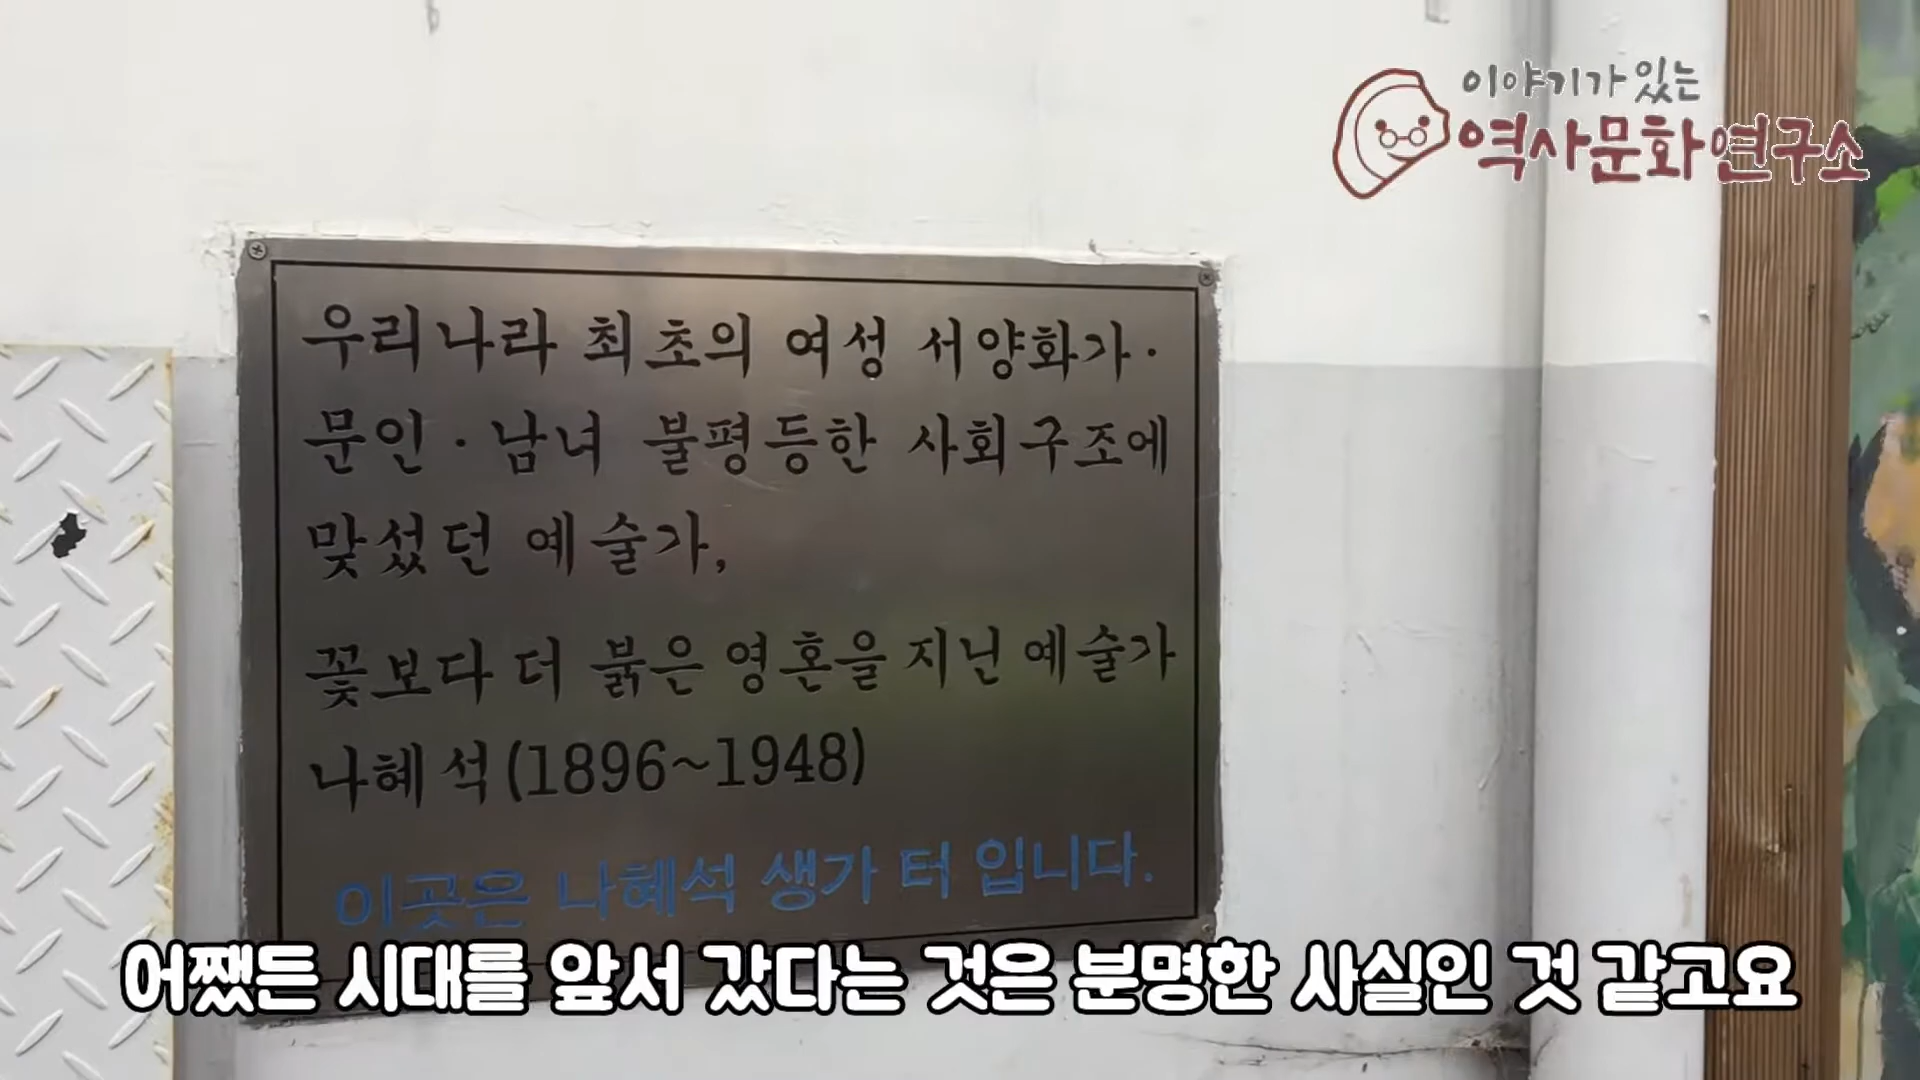 이야기가 있는
역사문화연구소
우리나라 최초의 여성 서양화가·
문인·남녀 불평등한 사회구조에
맞섰던 예술가,
꽃보다 더 붉은 영혼을 지닌 예술가
나혜석(1896~1948)
이곳은 나혜석 생가 터 입니다.
어쨌든 시대를 앞서 갔다는 것은 분명한 사실인 것 같고요